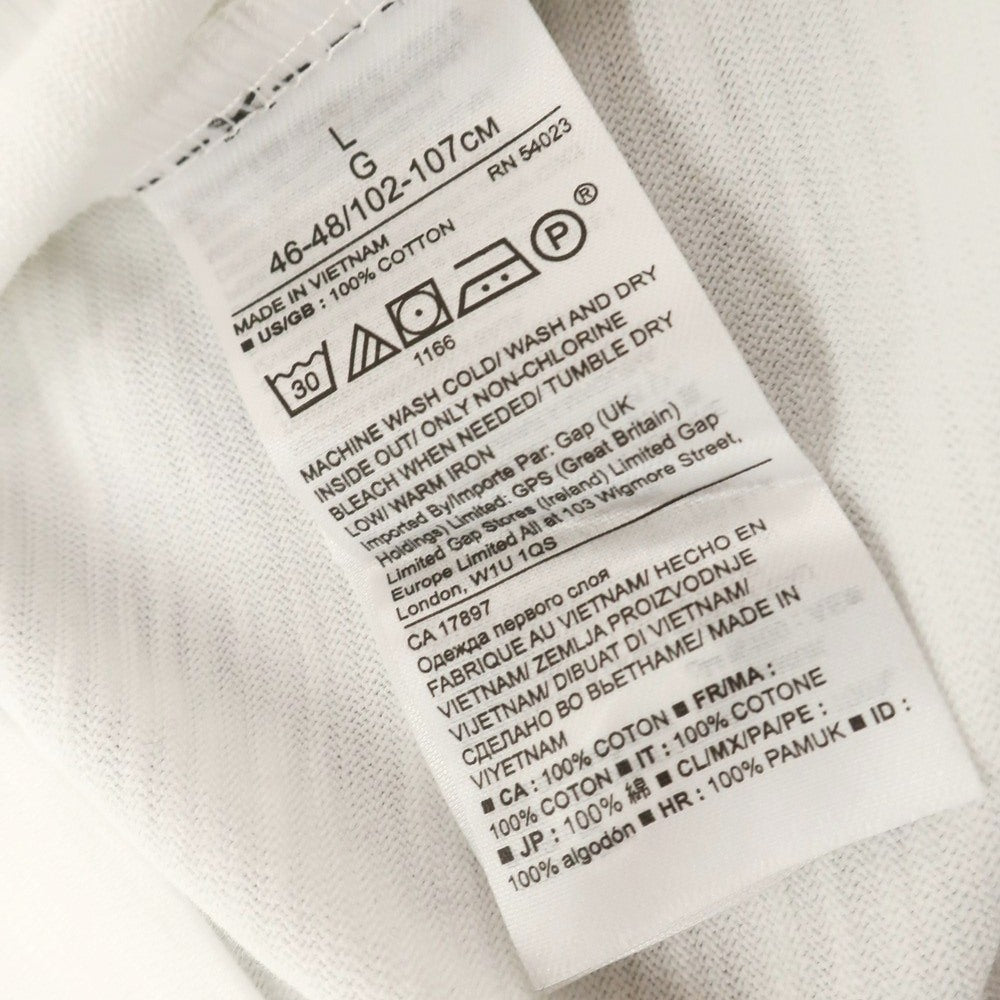 L
G
46-48/102-107CM
RN 54023
MADE IN VIETNAM
■ US/GB : 100% COTTON
30
P ®
1166
MACHINE WASH COLD/ WASH AND DRY
INSIDE OUT/ ONLY NON-CHLORINE
BLEACH WHEN NEEDED/ TUMBLE DRY
LOW/ WARM IRON
Imported By/Importe Par: Gap (UK
Holdings) Limited: GPS (Great Britain)
Limited Gap Stores (Ireland) Limited Gap
Europe Limited All at 103 Wigmore Street,
London, W1U 1QS
CA 17897
Одежда первого слоя
FABRIQUE AU VIETNAM/ HECHO EN
VIETNAM/ ZEMLJA PROIZVODNJE
VIJETNAM/ DIBUAT DI VIETNAM/
СДЕЛАНО ВО ВЬЕТНАМЕ/ MADE IN
VIYETNAM
■ CA : 100% COTON ■ FR/MA :
100% COTON ■ IT : 100% COTONE
■ JP : 100% 綿 ■ CL/MX/PA/PE :
100% algodón ■ HR : 100% PAMUK ■ ID :